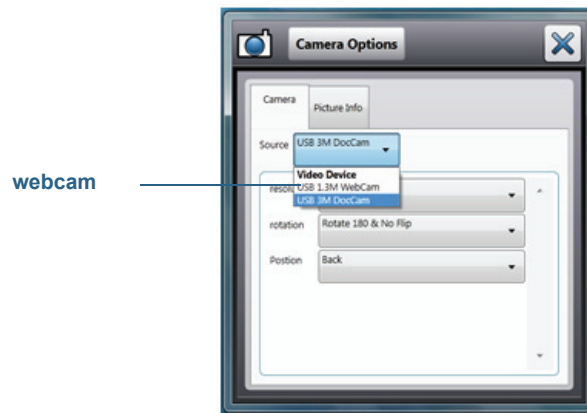 Camera Options
Camera
Picture Info
Source USB 3M DocCam
Video Device
webcam
USB 1.3M WebCam
USB 3M DocCam
rotation Rotate 180 & No Flip
Postion Back